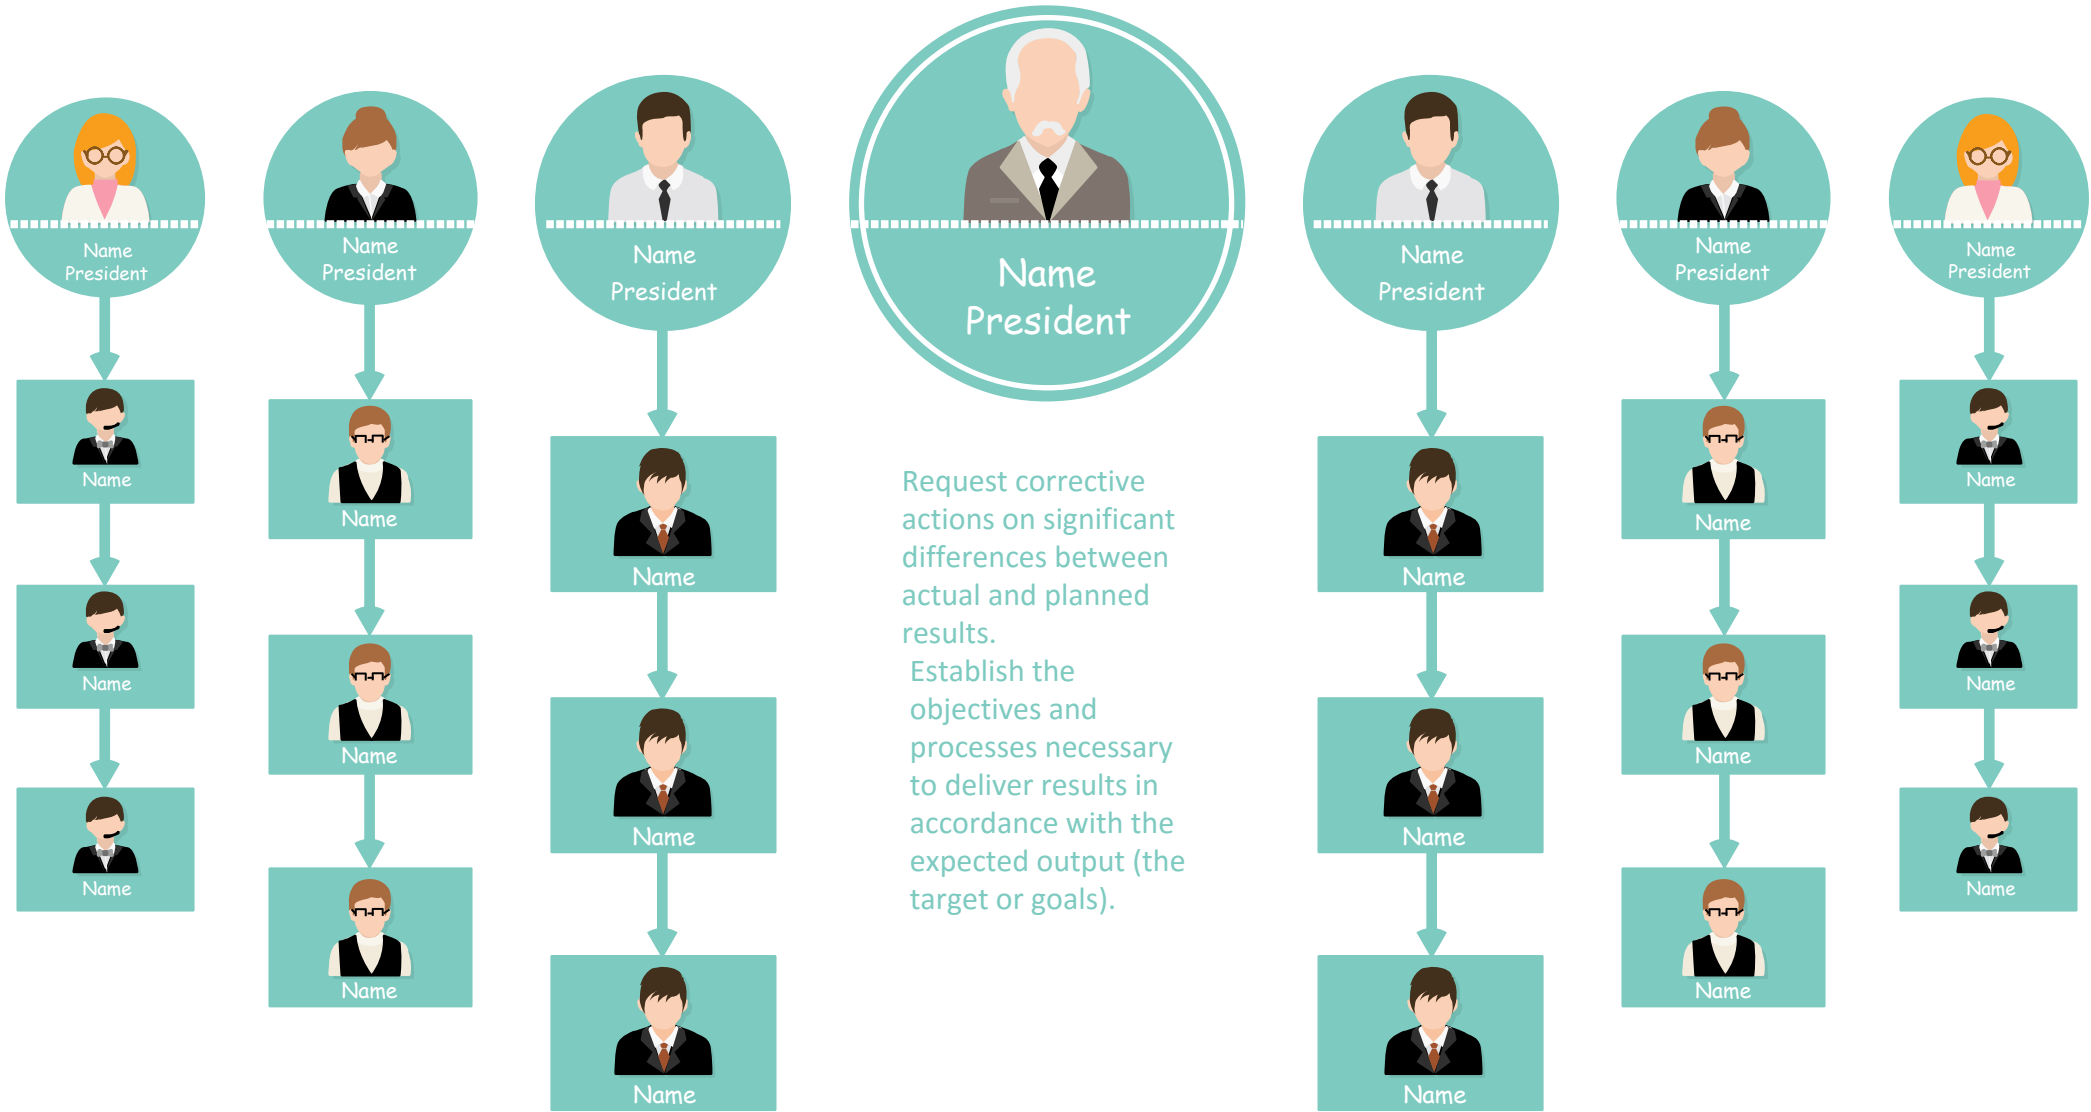 Name
President
Name
Name
Name
Name
President
Name
Name
Name
Name
President
Name
Name
Name
Name
President
Request corrective
actions on significant
differences between
actual and planned
results.
Establish the
objectives and
processes necessary
to deliver results in
accordance with the
expected output (the
target or goals).
Name
President
Name
Name
Name
Name
President
Name
Name
Name
Name
President
Name
Name
Name